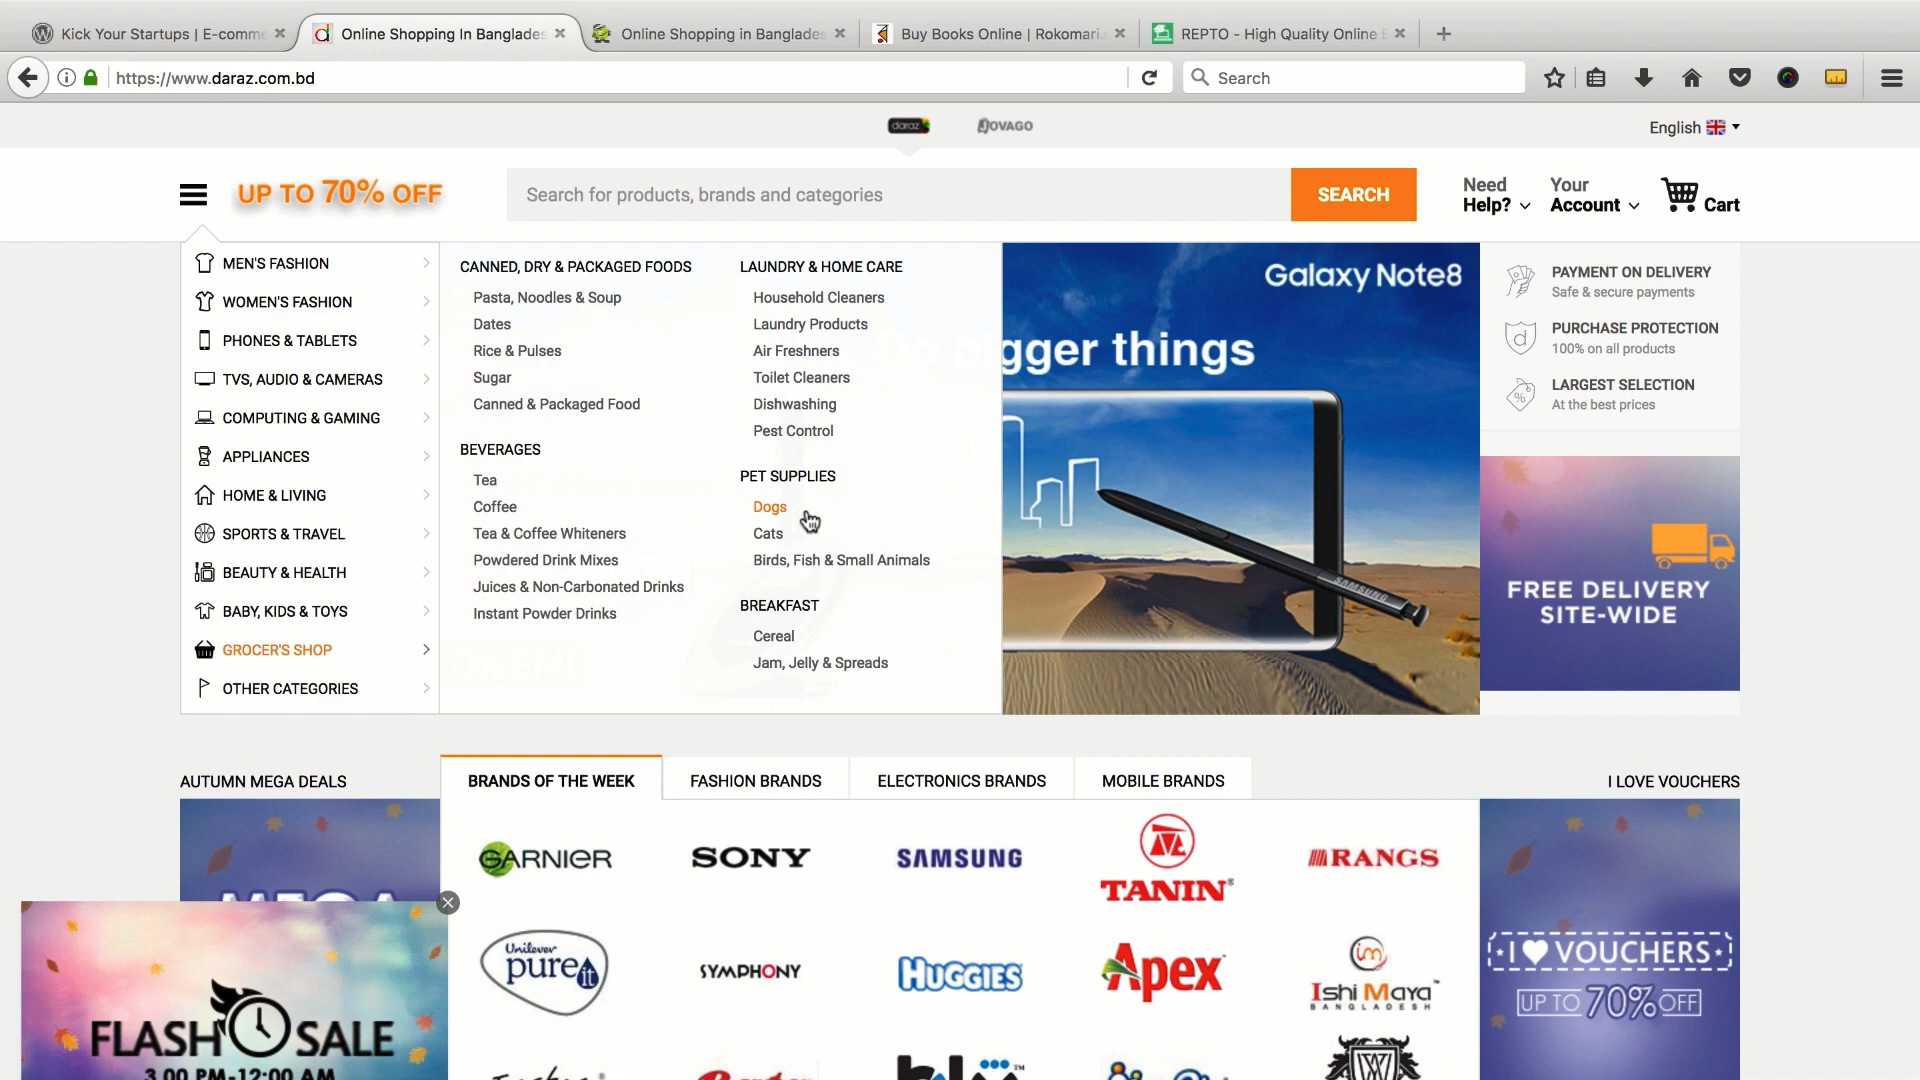 Kick Your Startups | E-comme
Online Shopping In Banglades
Online Shopping in Banglades
Buy Books Online | Rokomari.
REPTO - High Quality Online
https://www.daraz.com.bd
Search
daraz
JOVAGO
English
UP TO 70% OFF
Search for products, brands and categories
SEARCH
Need Help?
Your Account
Cart
MEN'S FASHION
WOMEN'S FASHION
PHONES & TABLETS
TVS, AUDIO & CAMERAS
COMPUTING & GAMING
APPLIANCES
HOME & LIVING
SPORTS & TRAVEL
BEAUTY & HEALTH
BABY, KIDS & TOYS
GROCER'S SHOP
OTHER CATEGORIES
CANNED, DRY & PACKAGED FOODS
Pasta, Noodles & Soup
Dates
Rice & Pulses
Sugar
Canned & Packaged Food
BEVERAGES
Tea
Coffee
Tea & Coffee Whiteners
Powdered Drink Mixes
Juices & Non-Carbonated Drinks
Instant Powder Drinks
LAUNDRY & HOME CARE
Household Cleaners
Laundry Products
Air Freshners
Toilet Cleaners
Dishwashing
Pest Control
PET SUPPLIES
Dogs
Cats
Birds, Fish & Small Animals
BREAKFAST
Cereal
Jam, Jelly & Spreads
Galaxy Note8
Do bigger things
SAMSUNG
PAYMENT ON DELIVERY
Safe & secure payments
PURCHASE PROTECTION
100% on all products
LARGEST SELECTION
At the best prices
FREE DELIVERY
SITE-WIDE
AUTUMN MEGA DEALS
BRANDS OF THE WEEK
FASHION BRANDS
ELECTRONICS BRANDS
MOBILE BRANDS
I LOVE VOUCHERS
MEGA
GARNIER
SONY
SAMSUNG
TANIN
RANGS
Unilever
pureit
SYMPHONY
HUGGIES
Apex
im
Ishi Maya™
BANGLADESH
I ♥ VOUCHERS
UP TO 70% OFF
FLASH SALE
3.00 PM-12:00 AM